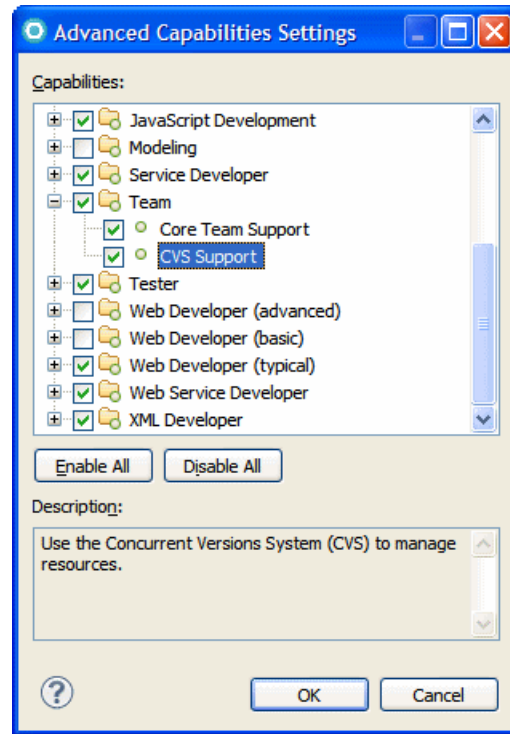 Advanced Capabilities Settings
Capabilities:
JavaScript Development
Modeling
Service Developer
Team
Core Team Support
CVS Support
Tester
Web Developer (advanced)
Web Developer (basic)
Web Developer (typical)
Web Service Developer
XML Developer
Enable All Disable All
Description:
Use the Concurrent Versions System (CVS) to manage
resources.
? OK Cancel